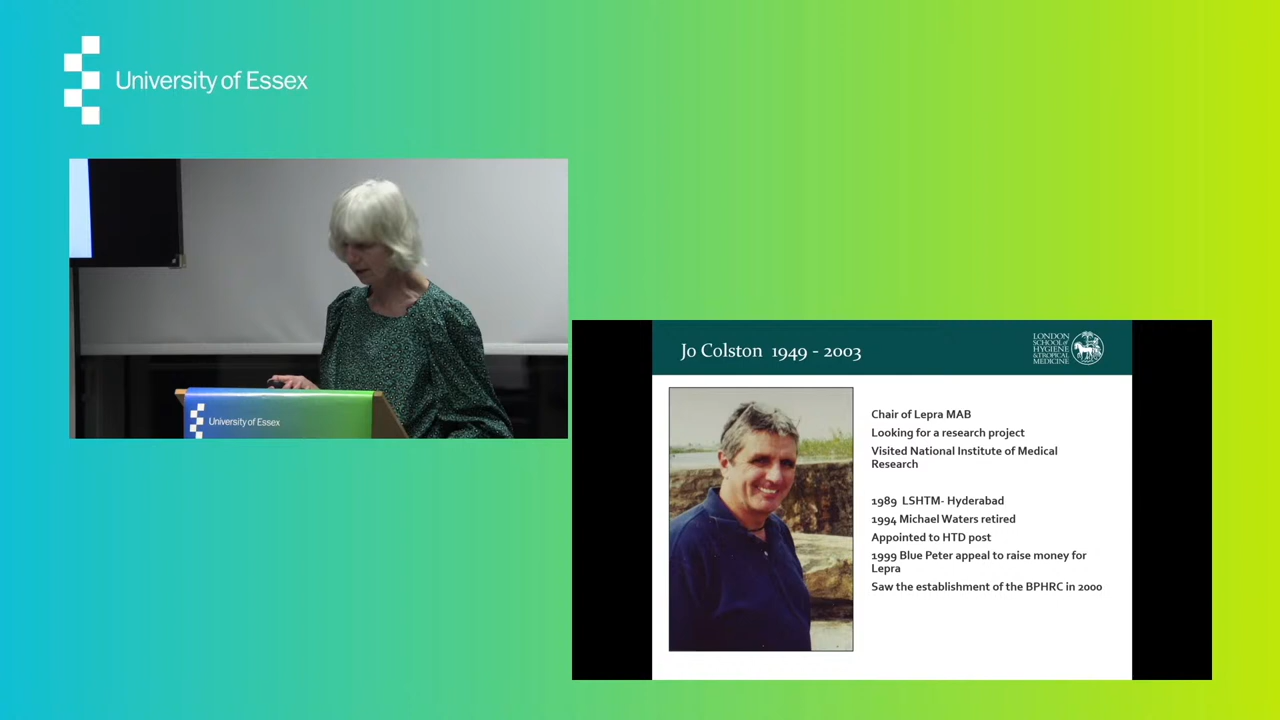 University of Essex
University of Essex
Jo Colston 1949 - 2003
LONDON
SCHOOL of
HYGIENE
& TROPICAL
MEDICINE
Chair of Lepra MAB
Looking for a research project
Visited National Institute of Medical
Research
1989 LSHTM- Hyderabad
1994 Michael Waters retired
Appointed to HTD post
1999 Blue Peter appeal to raise money for
Lepra
Saw the establishment of the BPHRC in 2000